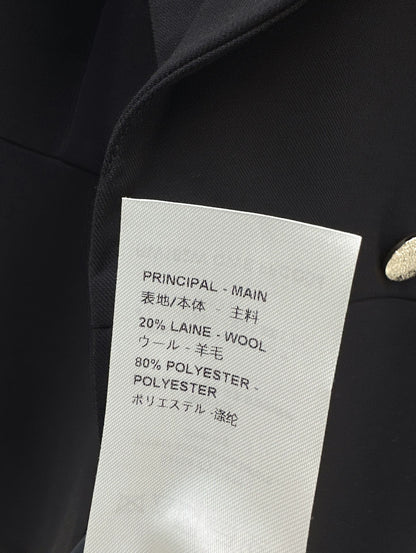 PRINCIPAL - MAIN
表地/本体 - 主料
20% LAINE - WOOL
ウール - 羊毛
80% POLYESTER -
POLYESTER
ポリエステル -涤纶